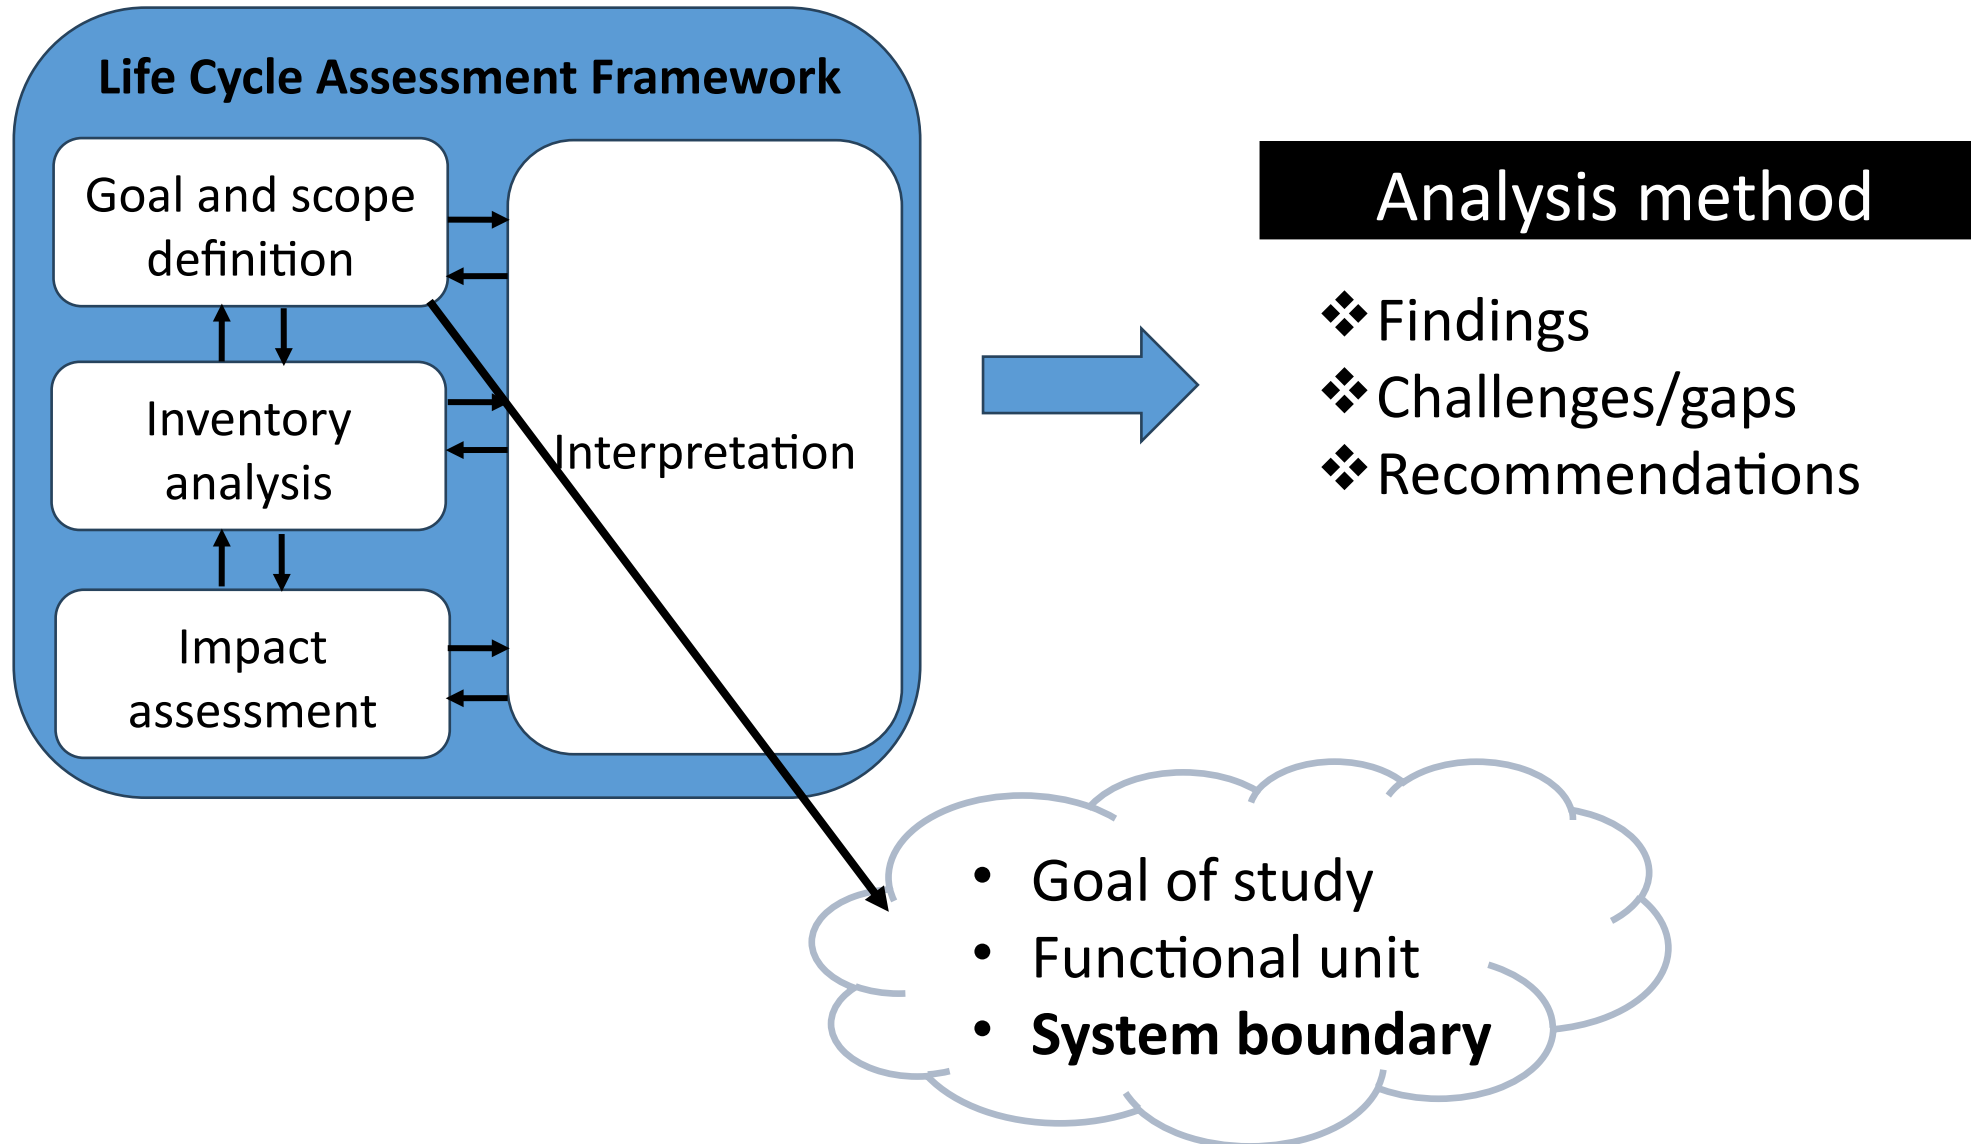 Life Cycle Assessment Framework
Goal and scope
definition
Inventory
analysis
Impact
assessment
Interpretation
Analysis method
Findings
Challenges/gaps
Recommendations
Goal of study
Functional unit
System boundary